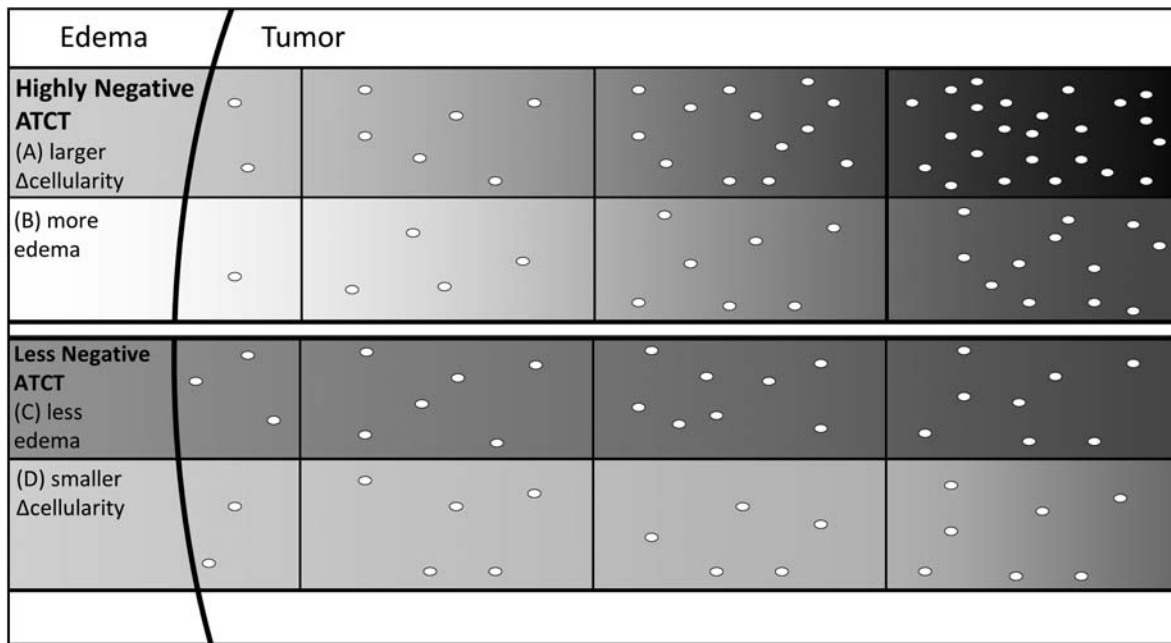 Edema
Tumor
Highly Negative
ATCT
(A) larger
Δcellularity
(B) more
edema
Less Negative
ATCT
(C) less
edema
(D) smaller
Δcellularity